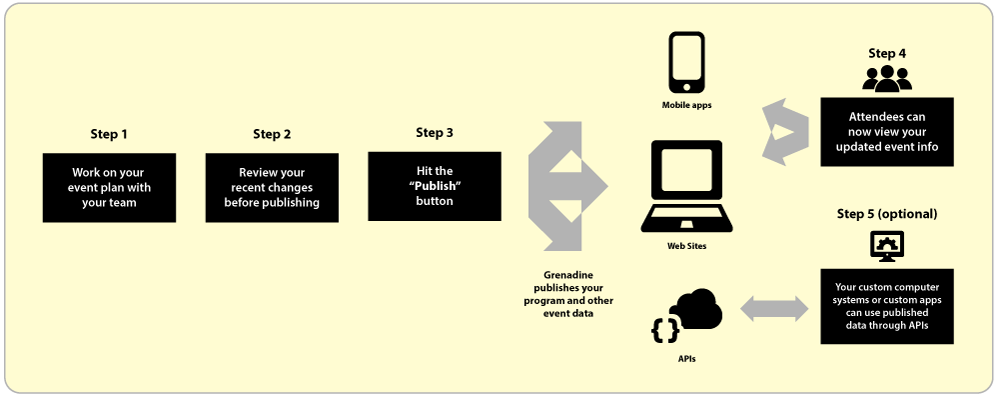 Step 1
Work on your
event plan with
your team
Step 2
Review your
recent changes
before publishing
Step 3
Hit the
“Publish”
button
Grenadine
publishes your
program and other
event data
Mobile apps
Web Sites
{ }
APIs
Step 4
Attendees can
now view your
updated event info
Step 5 (optional)
Your custom computer
systems or custom apps
can use published
data through APIs